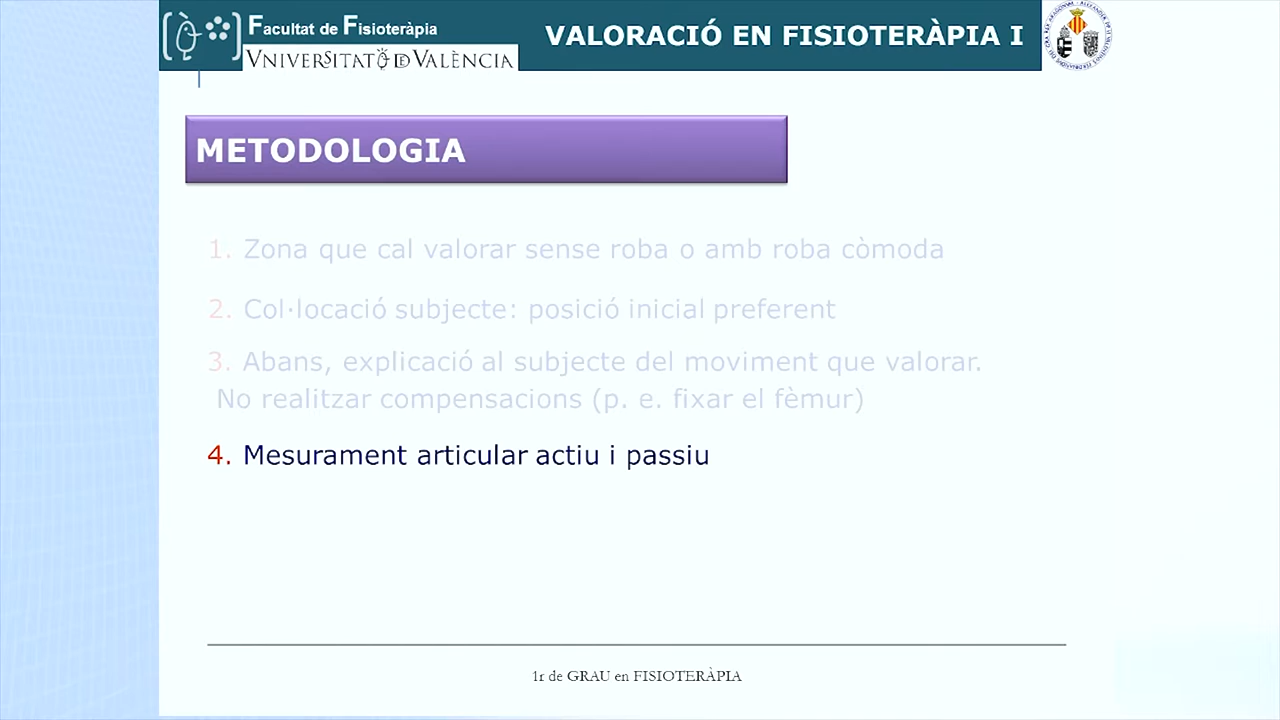 Facultat de Fisioteràpia
VNIVERSITAT DE VALÈNCIA
VALORACIÓ EN FISIOTERÀPIA I
METODOLOGIA
1. Zona que cal valorar sense roba o amb roba còmoda
2. Col·locació subjecte: posició inicial preferent
3. Abans, explicació al subjecte del moviment que valorar.
No realitzar compensacions (p. e. fixar el fèmur)
4. Mesurament articular actiu i passiu
1r de GRAU en FISIOTERÀPIA